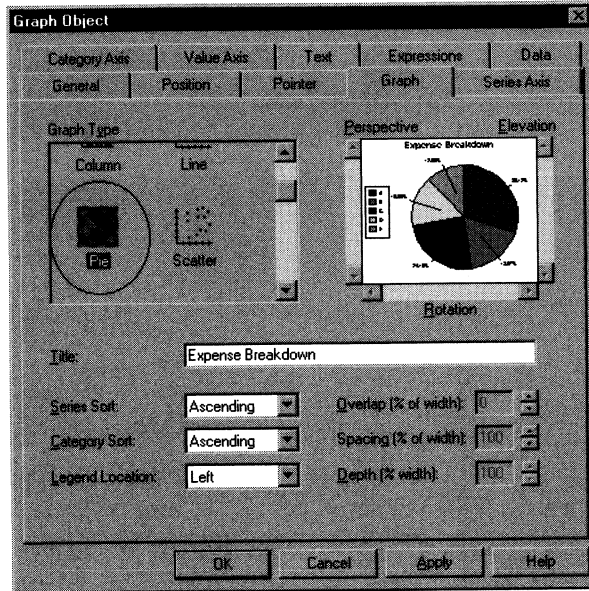 Graph Object
Category Axis Value Axis Text Expressions Data
General Position Pointer Graph Series Axis
Graph Type
Perspective Elevation
Column Line
Pie Scatter
Expense Breakdown
Rotation
Title: Expense Breakdown
Series Sort: Ascending Overlap (% of width): 0
Category Sort: Ascending Spacing (% of width): 100
Legend Location: Left Depth (% width): 100
OK Cancel Apply Help